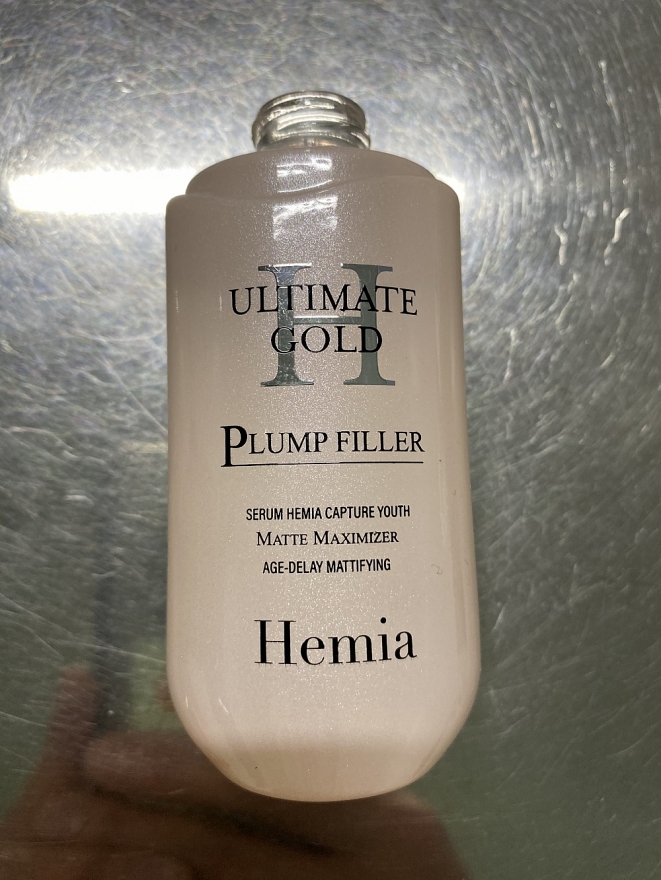 H
ULTIMATE
GOLD
PLUMP FILLER
SERUM HEMIA CAPTURE YOUTH
MATTE MAXIMIZER
AGE-DELAY MATTIFYING
Hemia